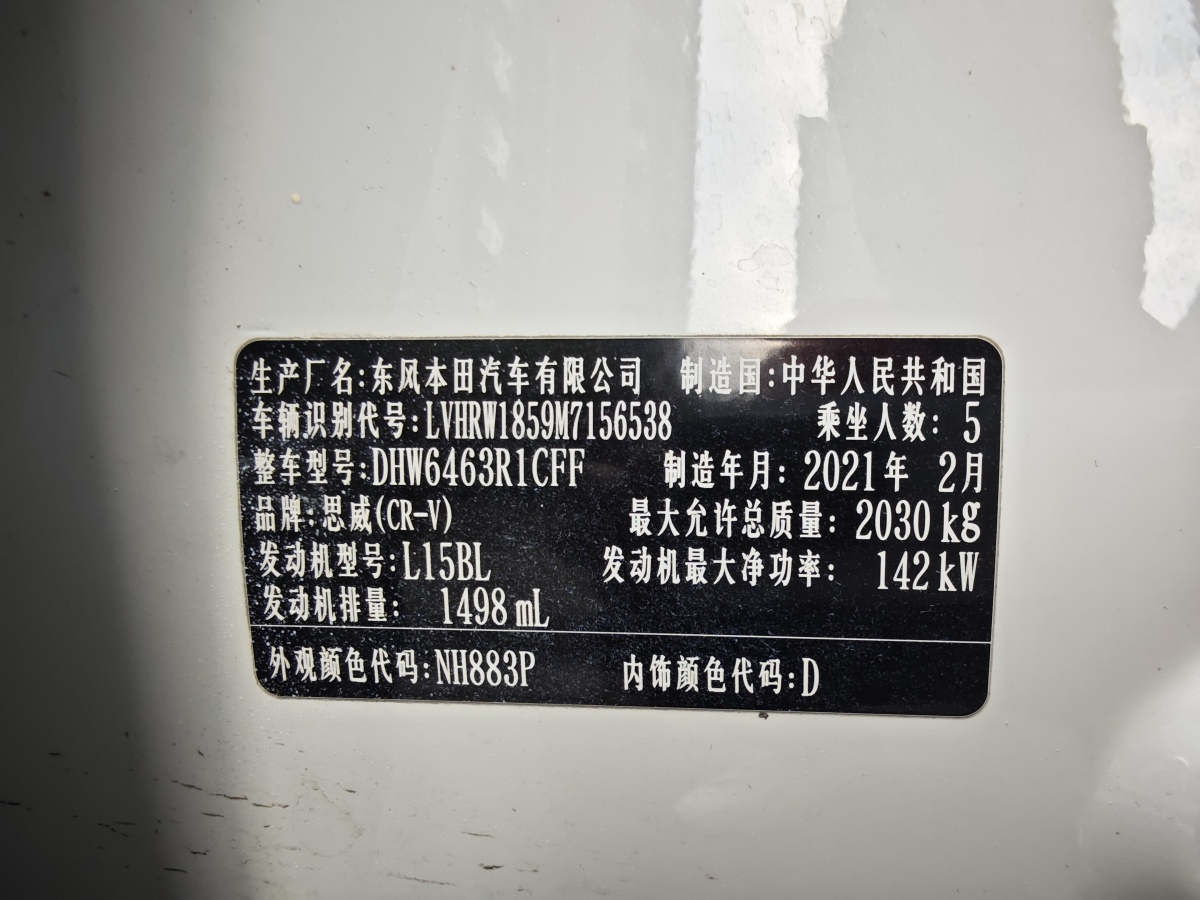 生产厂名:东风本田汽车有限公司 制造国:中华人民共和国
车辆识别代号:LVHRW1859M7156538 乘坐人数: 5
整车型号:DHW6463R1CFF 制造年月: 2021年 2月
品牌:思威(CR-V) 最大允许总质量: 2030 kg
发动机型号:L15BL 发动机最大净功率: 142 kW
发动机排量: 1498 mL
外观颜色代码:NH883P 内饰颜色代码:D